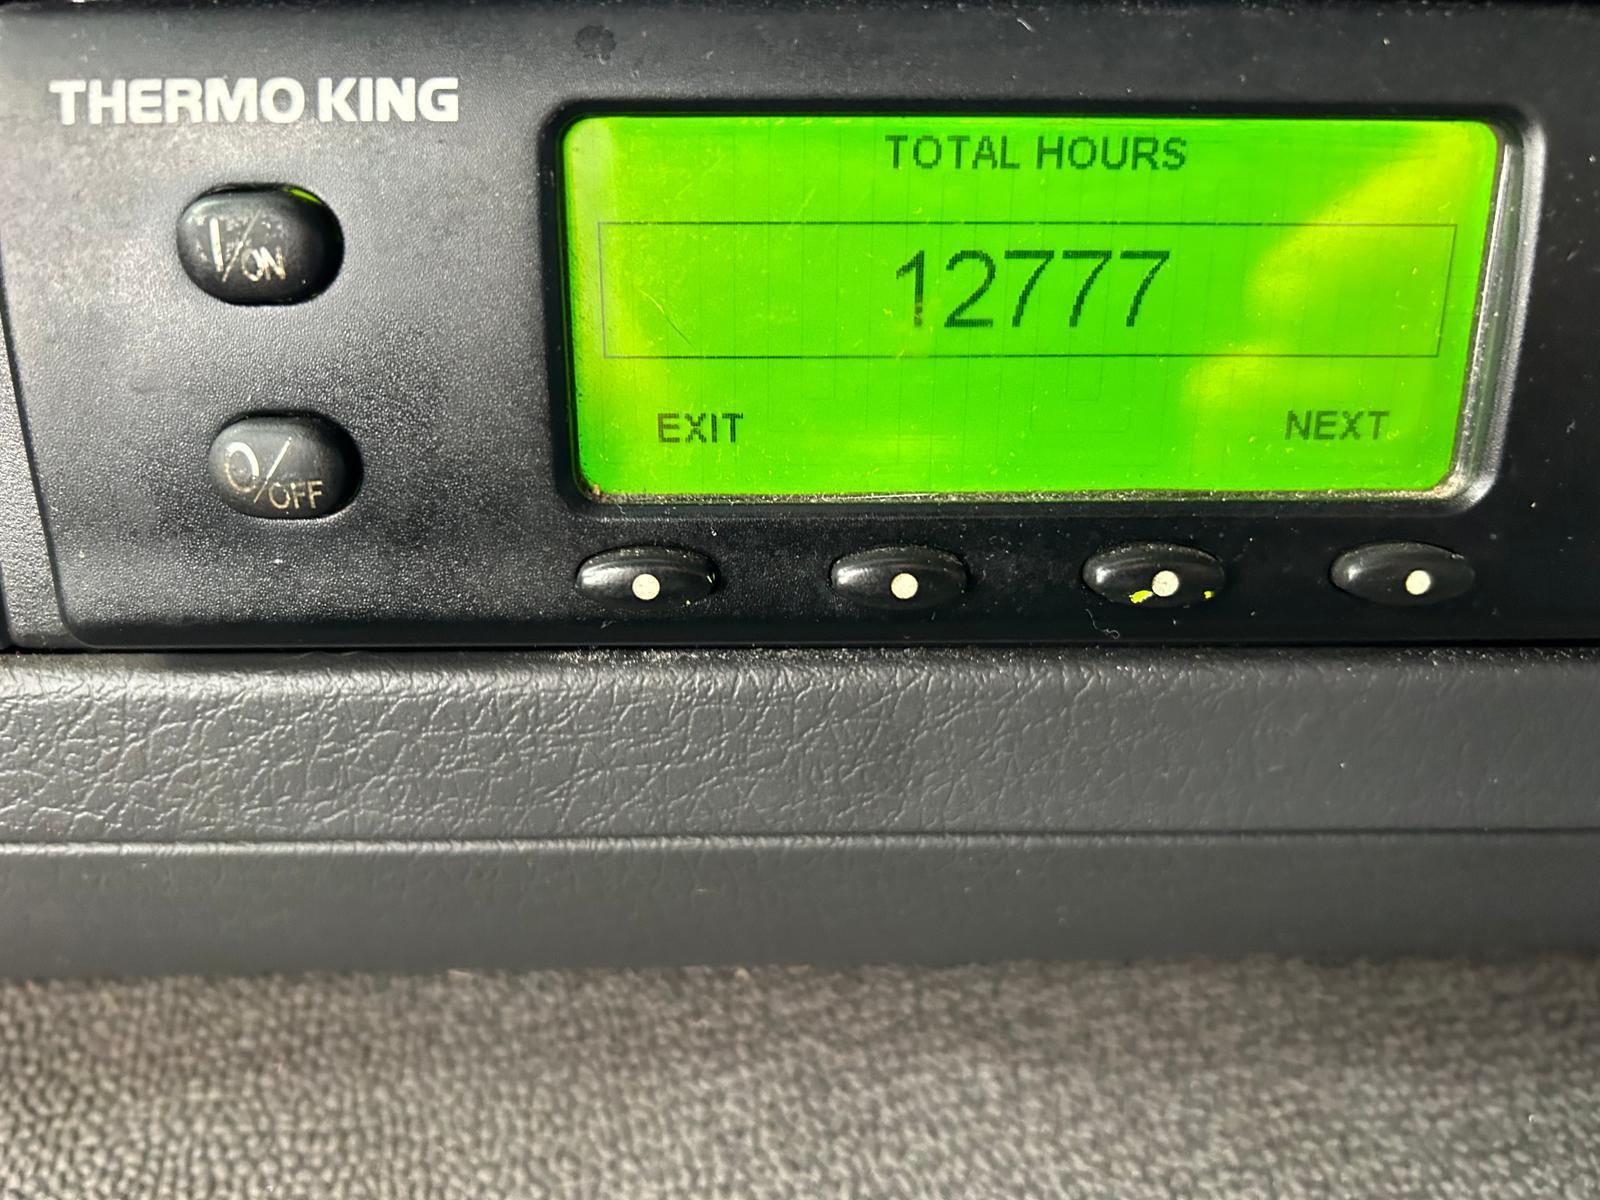 THERMO KING
TOTAL HOURS
I/ON
12777
EXIT
NEXT
O/OFF